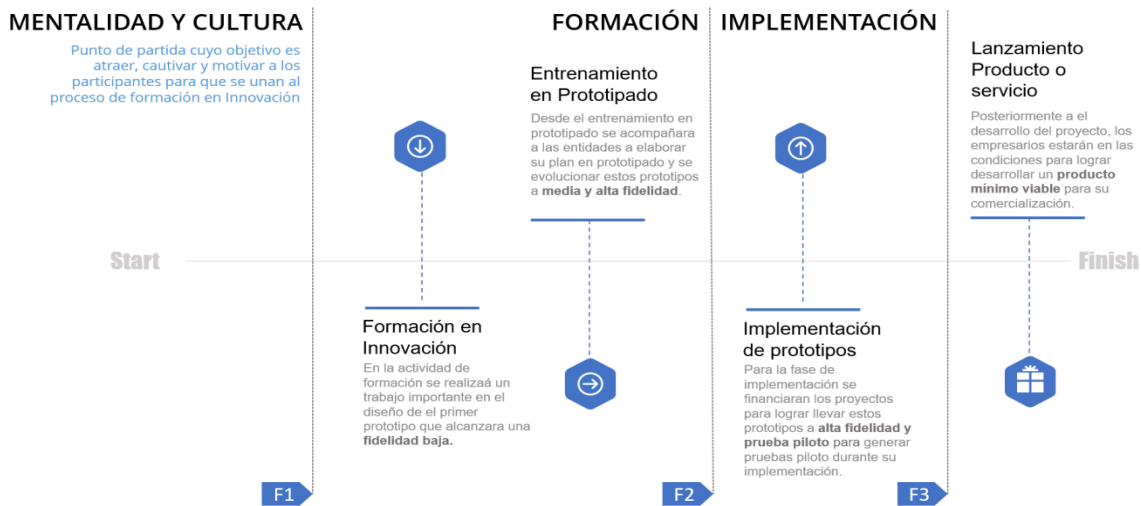 MENTALIDAD Y CULTURA
Punto de partida cuyo objetivo es
atraer, cautivar y motivar a los
participantes para que se unan al
proceso de formación en Innovación
FORMACIÓN
IMPLEMENTACIÓN
Entrenamiento
en Prototipado
Desde el entrenamiento en
prototipado se acompañara
a las entidades a elaborar
su plan en prototipado y se
evolucionar estos prototipos
a media y alta fidelidad.
Lanzamiento
Producto o
servicio
Posteriormente a el
desarrollo del proyecto, los
empresarios estarán en las
condiciones para lograr
desarrollar un producto
mínimo viable para su
comercialización.
Start
Finish
Formación en
Innovación
En la actividad de
formación se realizaá un
trabajo importante en el
diseño de el primer
prototipo que alcanzara una
fidelidad baja.
Implementación
de prototipos
Para la fase de
implementación se
financiaran los proyectos
para lograr llevar estos
prototipos a alta fidelidad y
prueba piloto para generar
pruebas piloto durante su
implementación.
F1
F2
F3